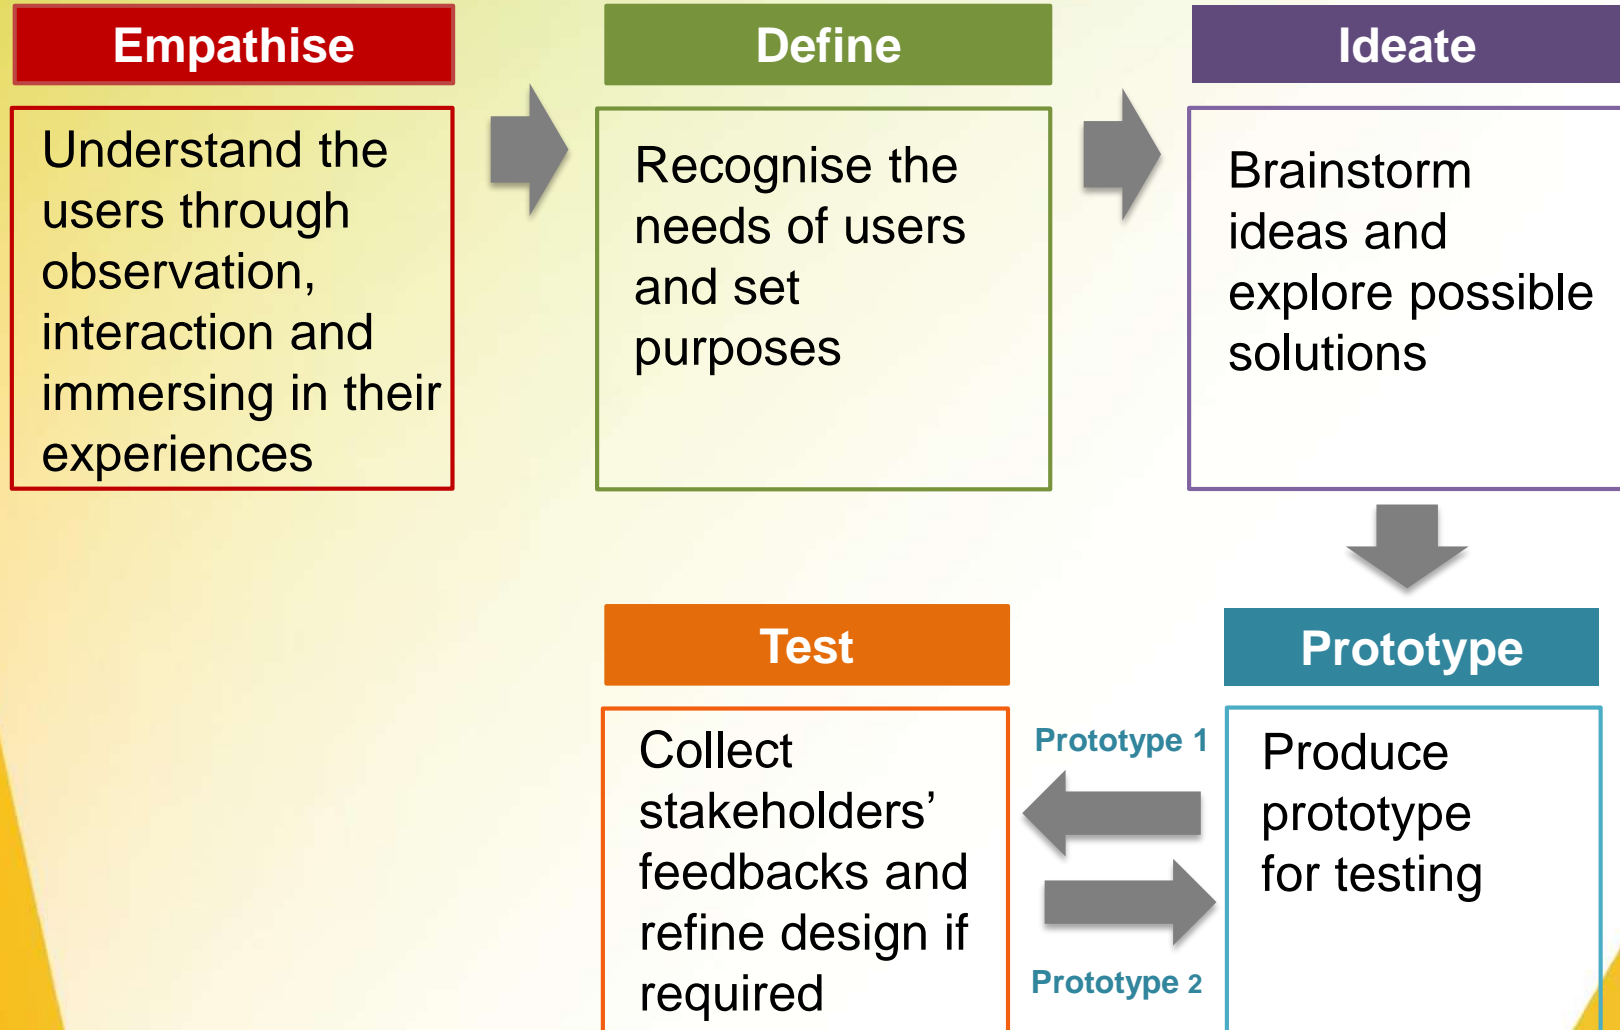 Empathise
Understand the
users through
observation,
interaction and
immersing in their
experiences
Define
Recognise the
needs of users
and set
purposes
Ideate
Brainstorm
ideas and
explore possible
solutions
Prototype
Produce
prototype
for testing
Prototype 1
Prototype 2
Test
Collect
stakeholders’
feedbacks and
refine design if
required